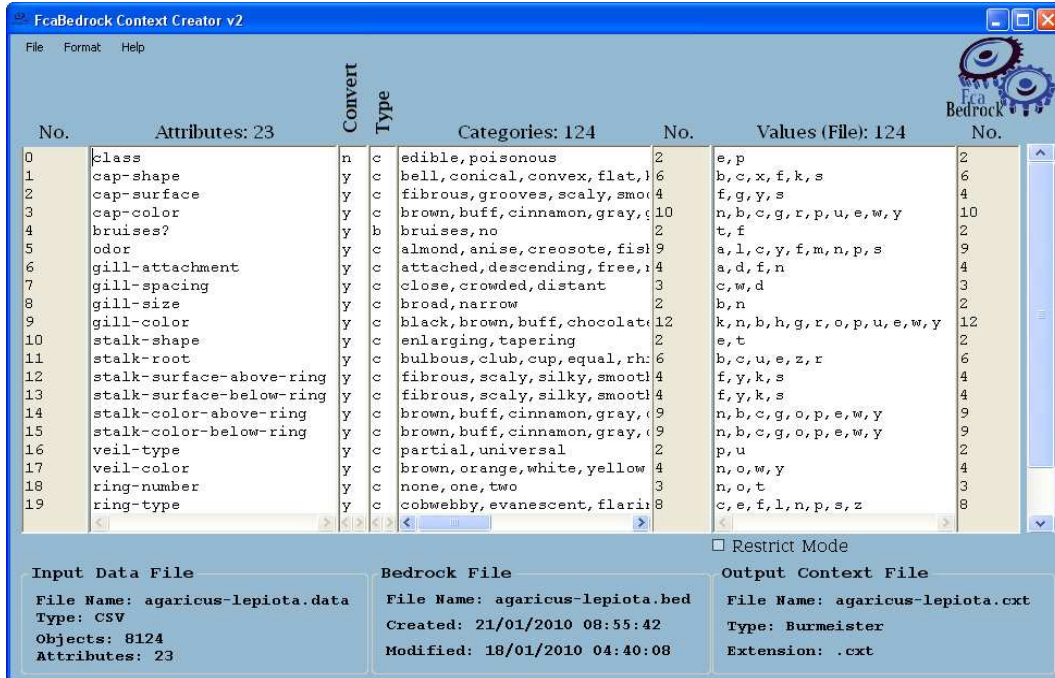 FcaBedrock Context Creator v2
File Format Help
Fca
Bedrock
No. Attributes: 23 Convert Type Categories: 124 No. Values (File): 124 No.
0 class n c edible,poisonous 2 e,p 2
1 cap-shape y c bell,conical,convex,flat, 6 b,c,x,f,k,s 6
2 cap-surface y c fibrous,grooves,scaly,smo 4 f,g,y,s 4
3 cap-color y c brown,buff,cinnamon,gray, 10 n,b,c,g,r,p,u,e,w,y 10
4 bruises? y b bruises,no 2 t,f 2
5 odor y c almond,anise,creosote,fis 9 a,l,c,y,f,m,n,p,s 9
6 gill-attachment y c attached,descending,free, 4 a,d,f,n 4
7 gill-spacing y c close,crowded,distant 3 c,w,d 3
8 gill-size y c broad,narrow 2 b,n 2
9 gill-color y c black,brown,buff,chocolat 12 k,n,b,h,g,r,o,p,u,e,w,y 12
10 stalk-shape y c enlarging,tapering 2 e,t 2
11 stalk-root y c bulbous,club,cup,equal,rh 6 b,c,u,e,z,r 6
12 stalk-surface-above-ring y c fibrous,scaly,silky,smoot 4 f,y,k,s 4
13 stalk-surface-below-ring y c fibrous,scaly,silky,smoot 4 f,y,k,s 4
14 stalk-color-above-ring y c brown,buff,cinnamon,gray, 9 n,b,c,g,o,p,e,w,y 9
15 stalk-color-below-ring y c brown,buff,cinnamon,gray, 9 n,b,c,g,o,p,e,w,y 9
16 veil-type y c partial,universal 2 p,u 2
17 veil-color y c brown,orange,white,yellow 4 n,o,w,y 4
18 ring-number y c none,one,two 3 n,o,t 3
19 ring-type y c cobwebby,evanescent,flari 8 c,e,f,l,n,p,s,z 8
Restrict Mode
Input Data File
File Name: agaricus-lepiota.data
Type: CSV
Objects: 8124
Attributes: 23
Bedrock File
File Name: agaricus-lepiota.bed
Created: 21/01/2010 08:55:42
Modified: 18/01/2010 04:40:08
Output Context File
File Name: agaricus-lepiota.cxt
Type: Burmeister
Extension: .cxt